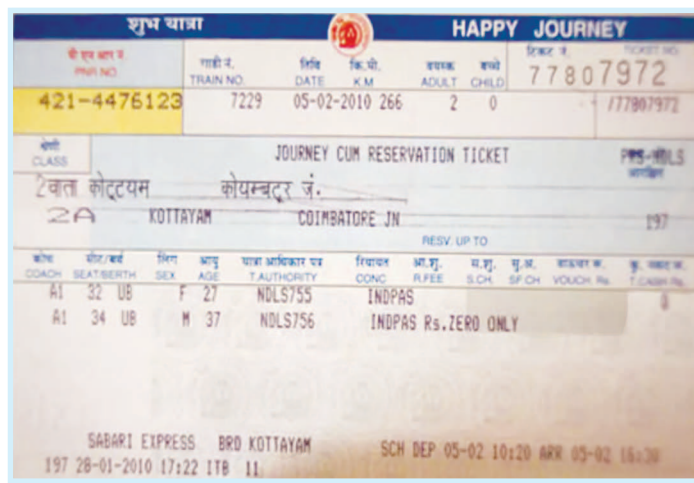 शुभ यात्रा HAPPY JOURNEY
पी एन आर नं. गाड़ी नं. तिथि कि.मी. वयस्क बच्चे टिकट नं. TICKET NO.
PNR NO. TRAIN NO. DATE K.M ADULT CHILD 77807972
421-4476123 7229 05-02-2010 266 2 0 /77807972
श्रेणी
CLASS JOURNEY CUM RESERVATION TICKET
2वाता कोट्टयम कोयम्बटूर जं.
2A KOTTAYAM COIMBATORE JN 197
RESV. UP TO
कोच सीट/बर्थ लिंग आयु यात्रा अधिकार पत्र रियायत आ.शु. स.शु. सु.अ. वाऊचर रु. कु. नकद रु.
COACH SEAT/BERTH SEX AGE T.AUTHORITY CONC R.FEE S.CH. SF.CH VOUCH Rs. T.CASH Rs.
A1 32 UB F 27 NDLS755 INDPAS 0
A1 34 UB M 37 NDLS756 INDPAS Rs.ZERO ONLY
SABARI EXPRESS BRD KOTTAYAM SCH DEP 05-02 10:20 ARR 05-02
197 28-01-2010 17:22 ITB 11